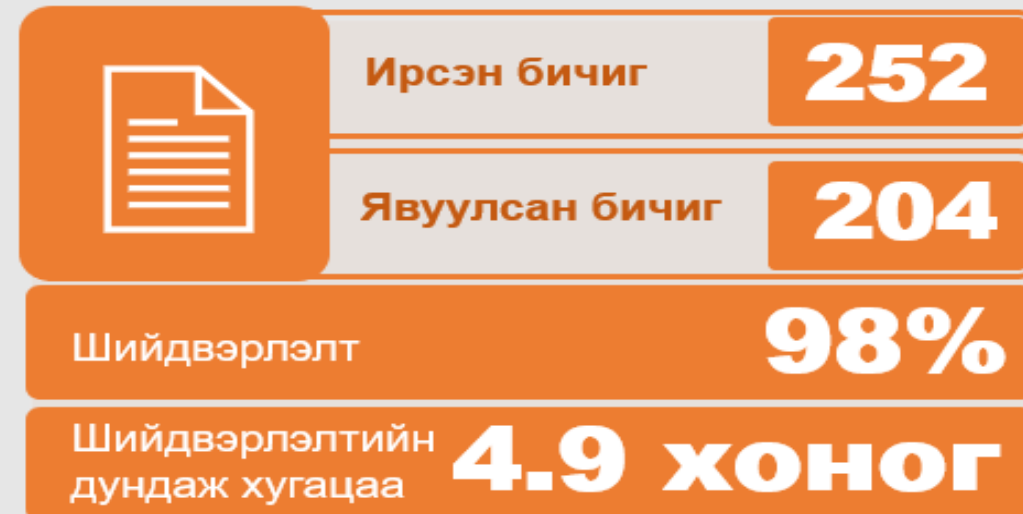 Ирсэн бичиг 252
Явуулсан бичиг 204
Шийдвэрлэлт 98%
Шийдвэрлэлтийн
дундаж хугацаа 4.9 хоног